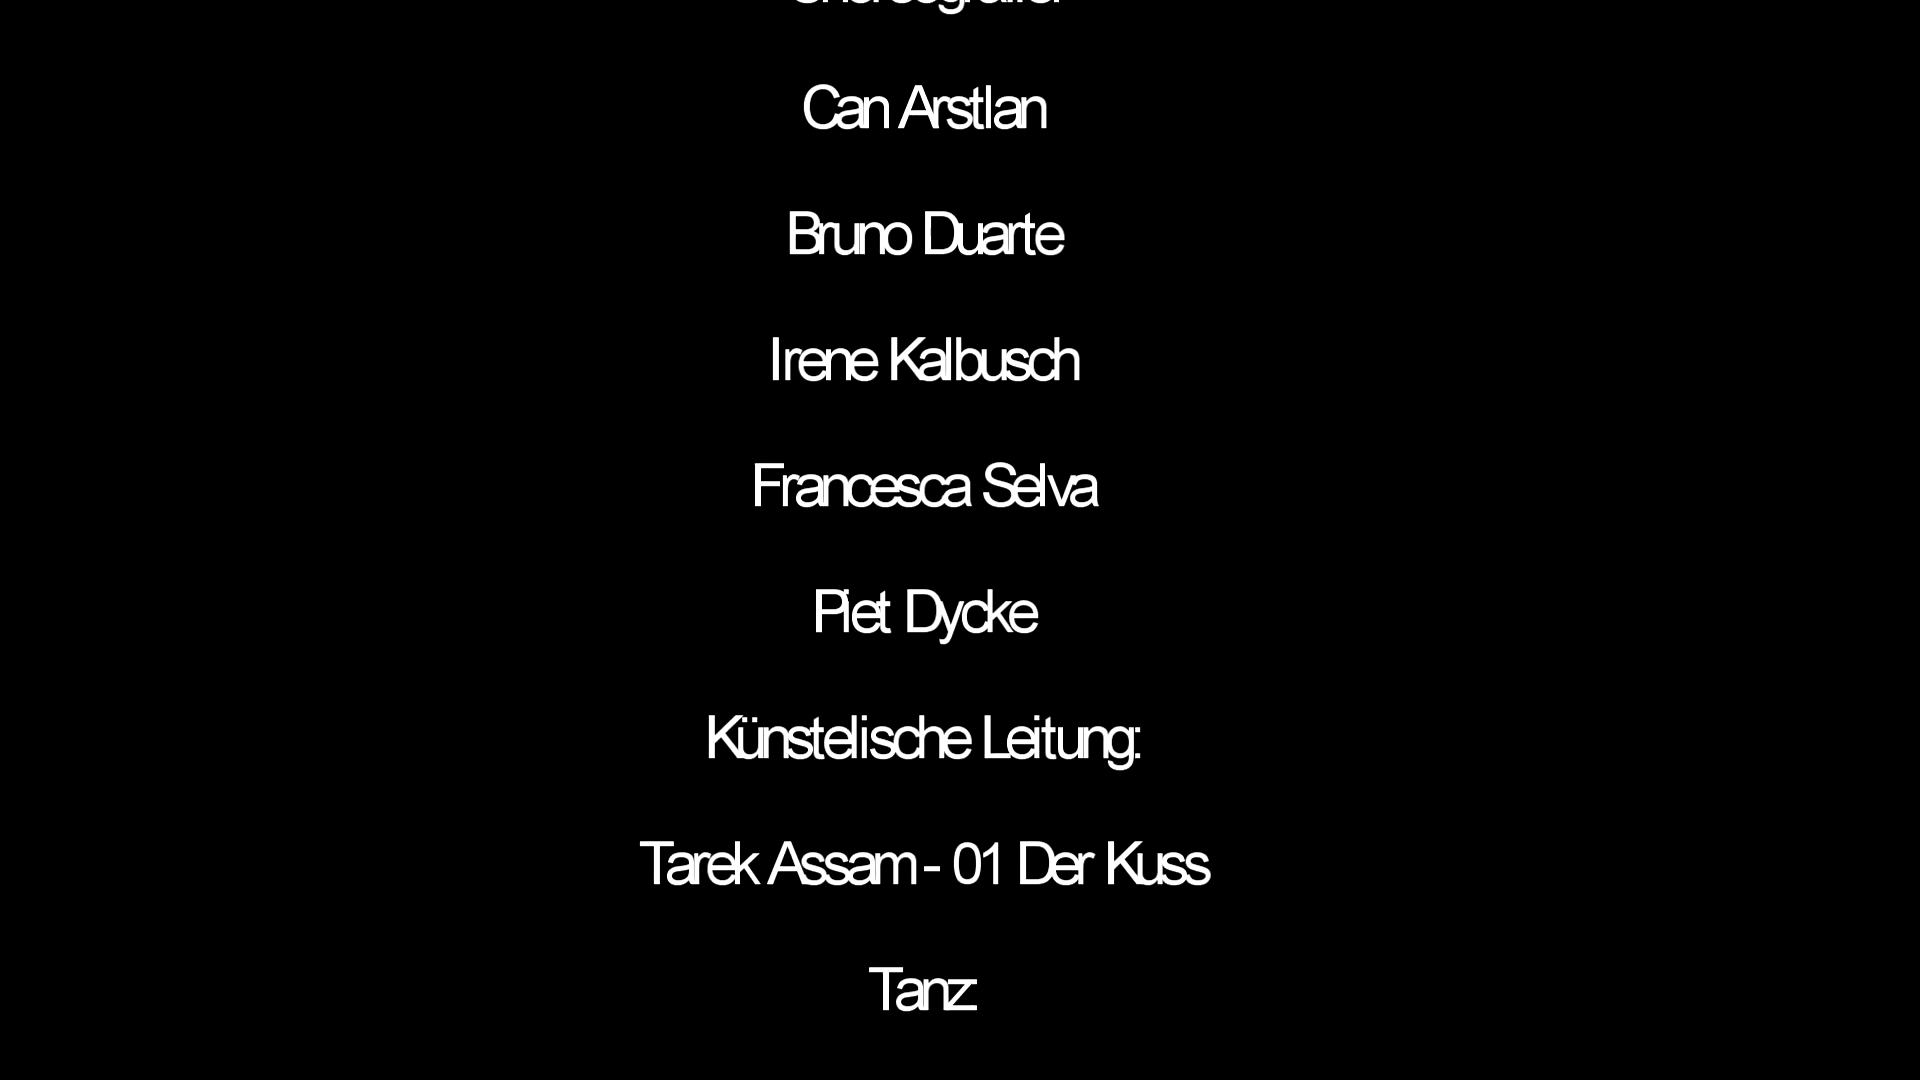 Can Arstlan
Bruno Duarte
Irene Kalbusch
Francesca Selva
Piet Dycke
Künstelische Leitung:
Tarek Assam - 01 Der Kuss
Tanz: